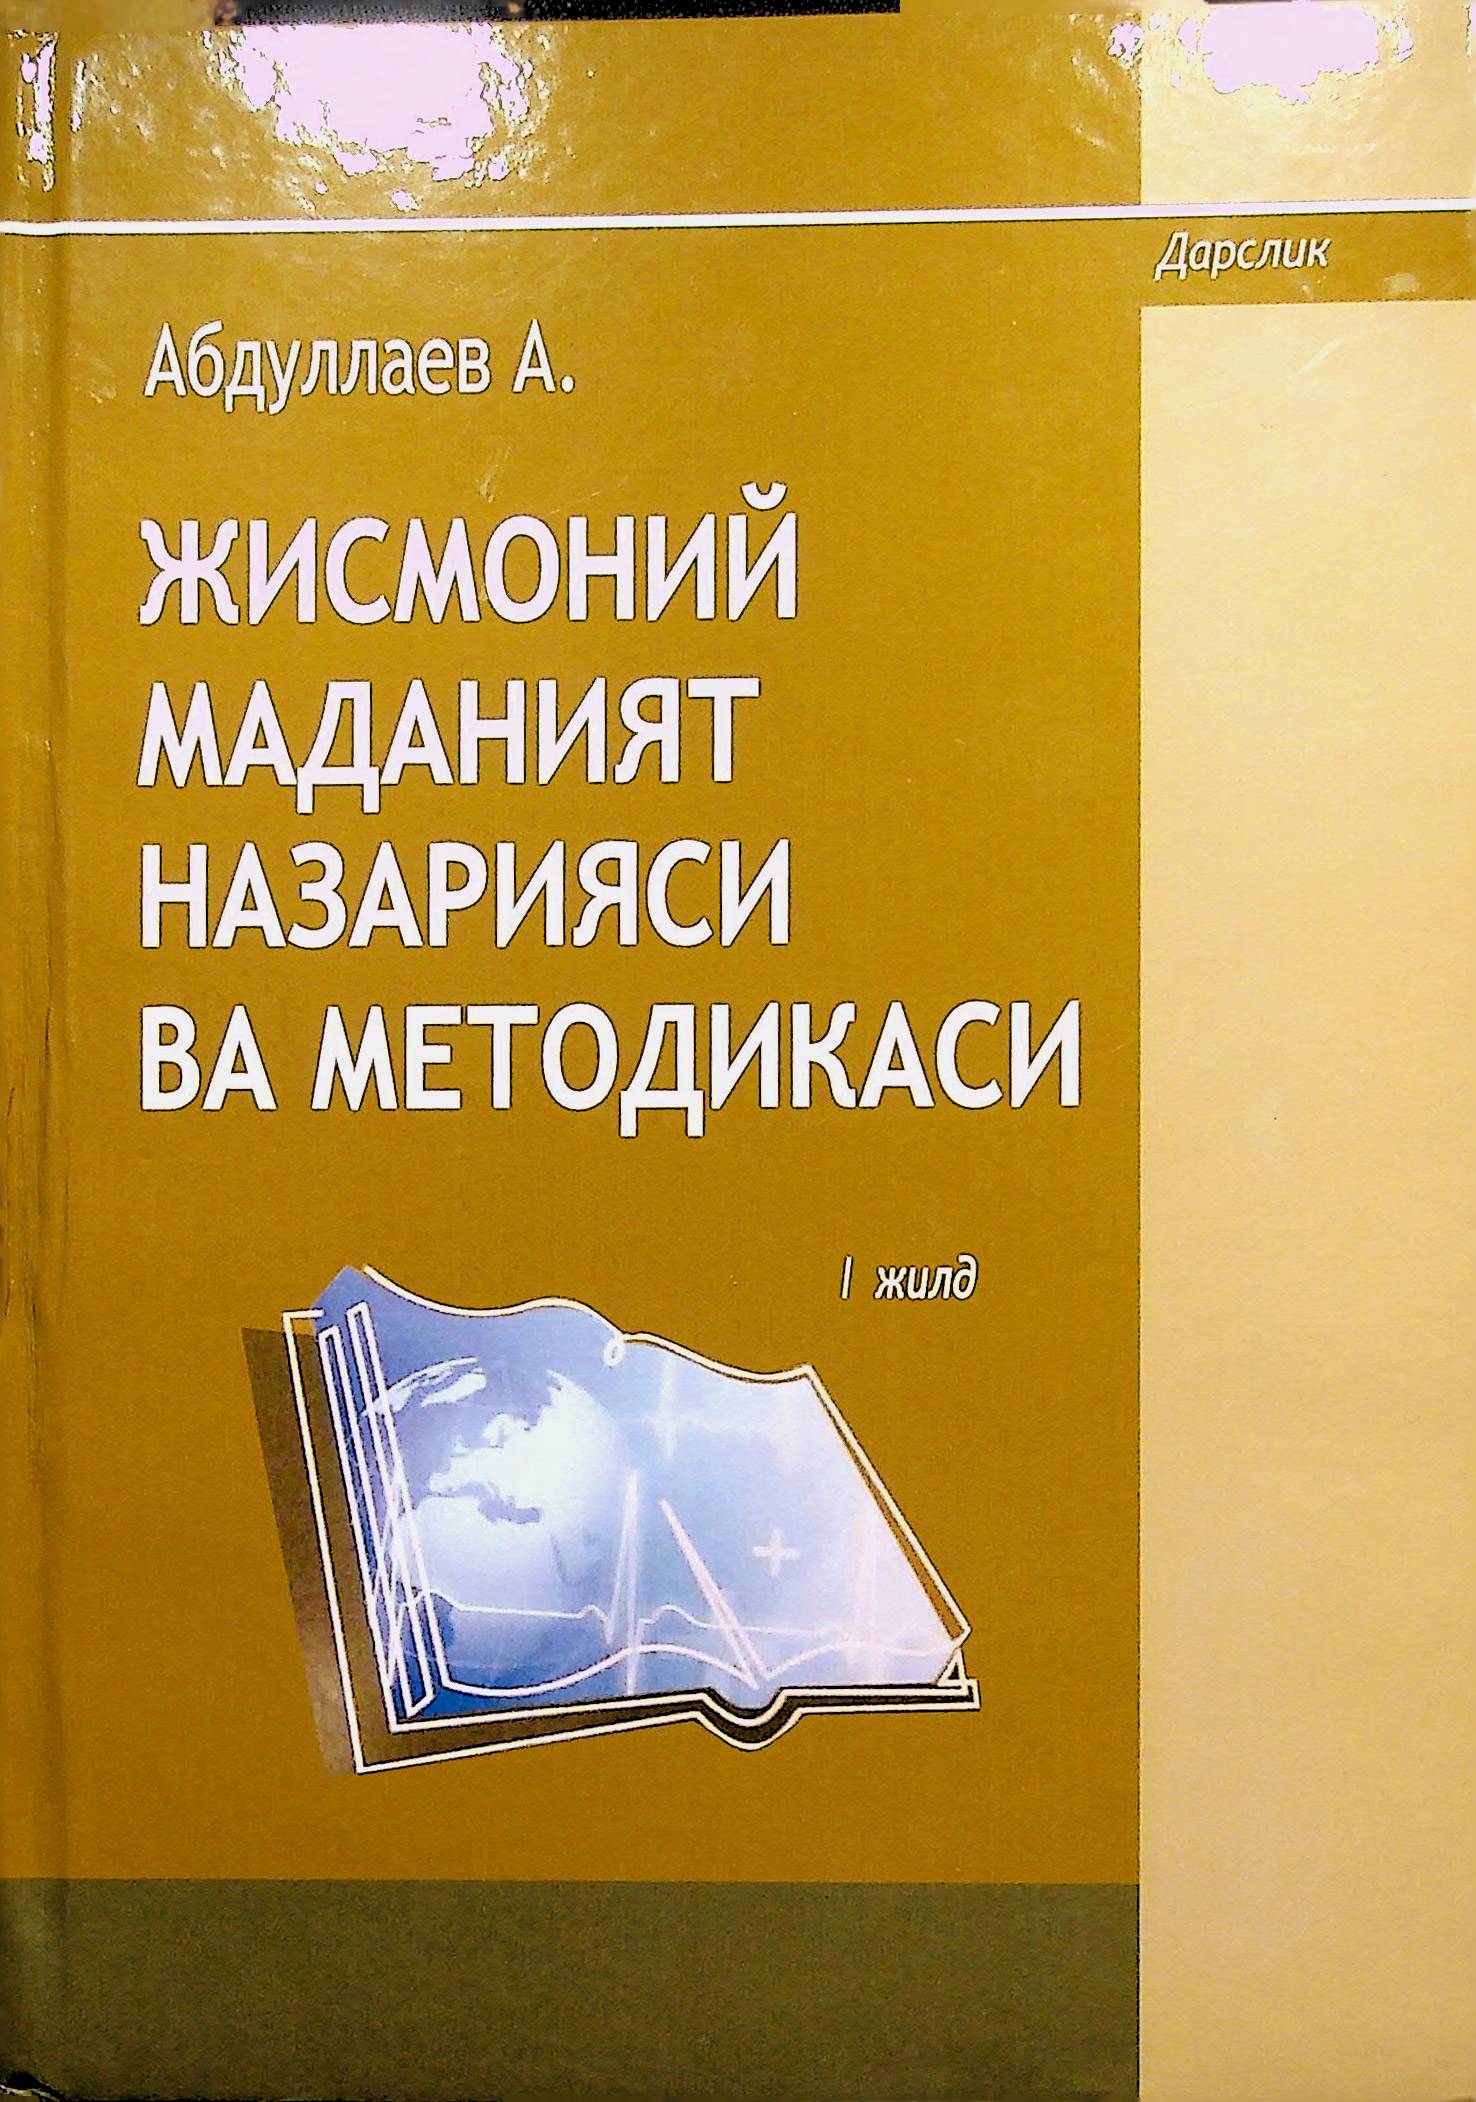 Дарслик
Абдуллаев А.
ЖИСМОНИЙ
МАДАНИЯТ
НАЗАРИЯСИ
ВА МЕТОДИКАСИ
I жилд